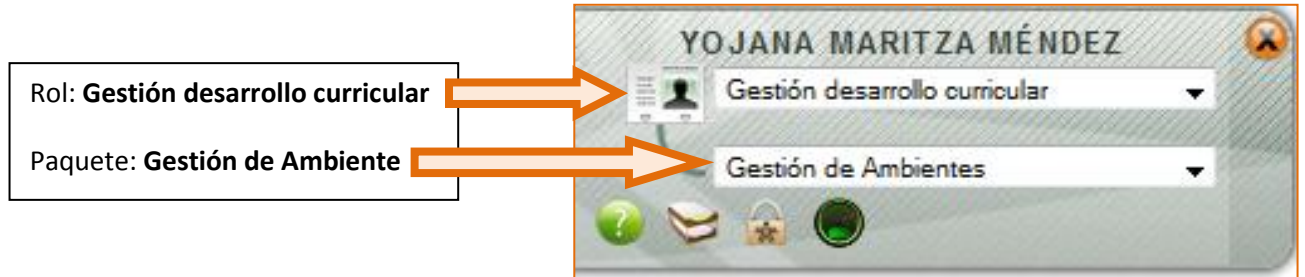 YOJANA MARITZA MÉNDEZ
Rol: Gestión desarrollo curricular
Gestión desarrollo curricular
Paquete: Gestión de Ambiente
Gestión de Ambientes
?